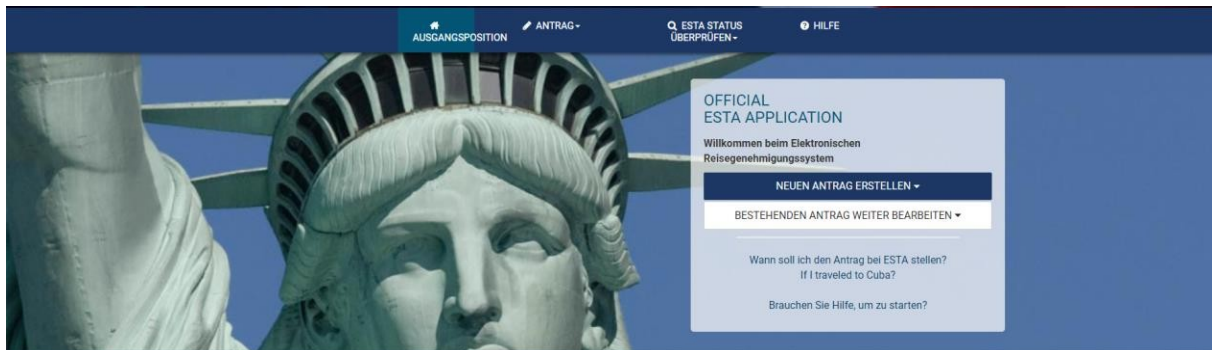 AUSGANGSPOSITION
ANTRAG
ESTA STATUS
ÜBERPRÜFEN
HILFE
OFFICIAL
ESTA APPLICATION
Willkommen beim Elektronischen
Reisegenehmigungssystem
NEUEN ANTRAG ERSTELLEN
BESTEHENDEN ANTRAG WEITER BEARBEITEN
Wann soll ich den Antrag bei ESTA stellen?
If I traveled to Cuba?
Brauchen Sie Hilfe, um zu starten?